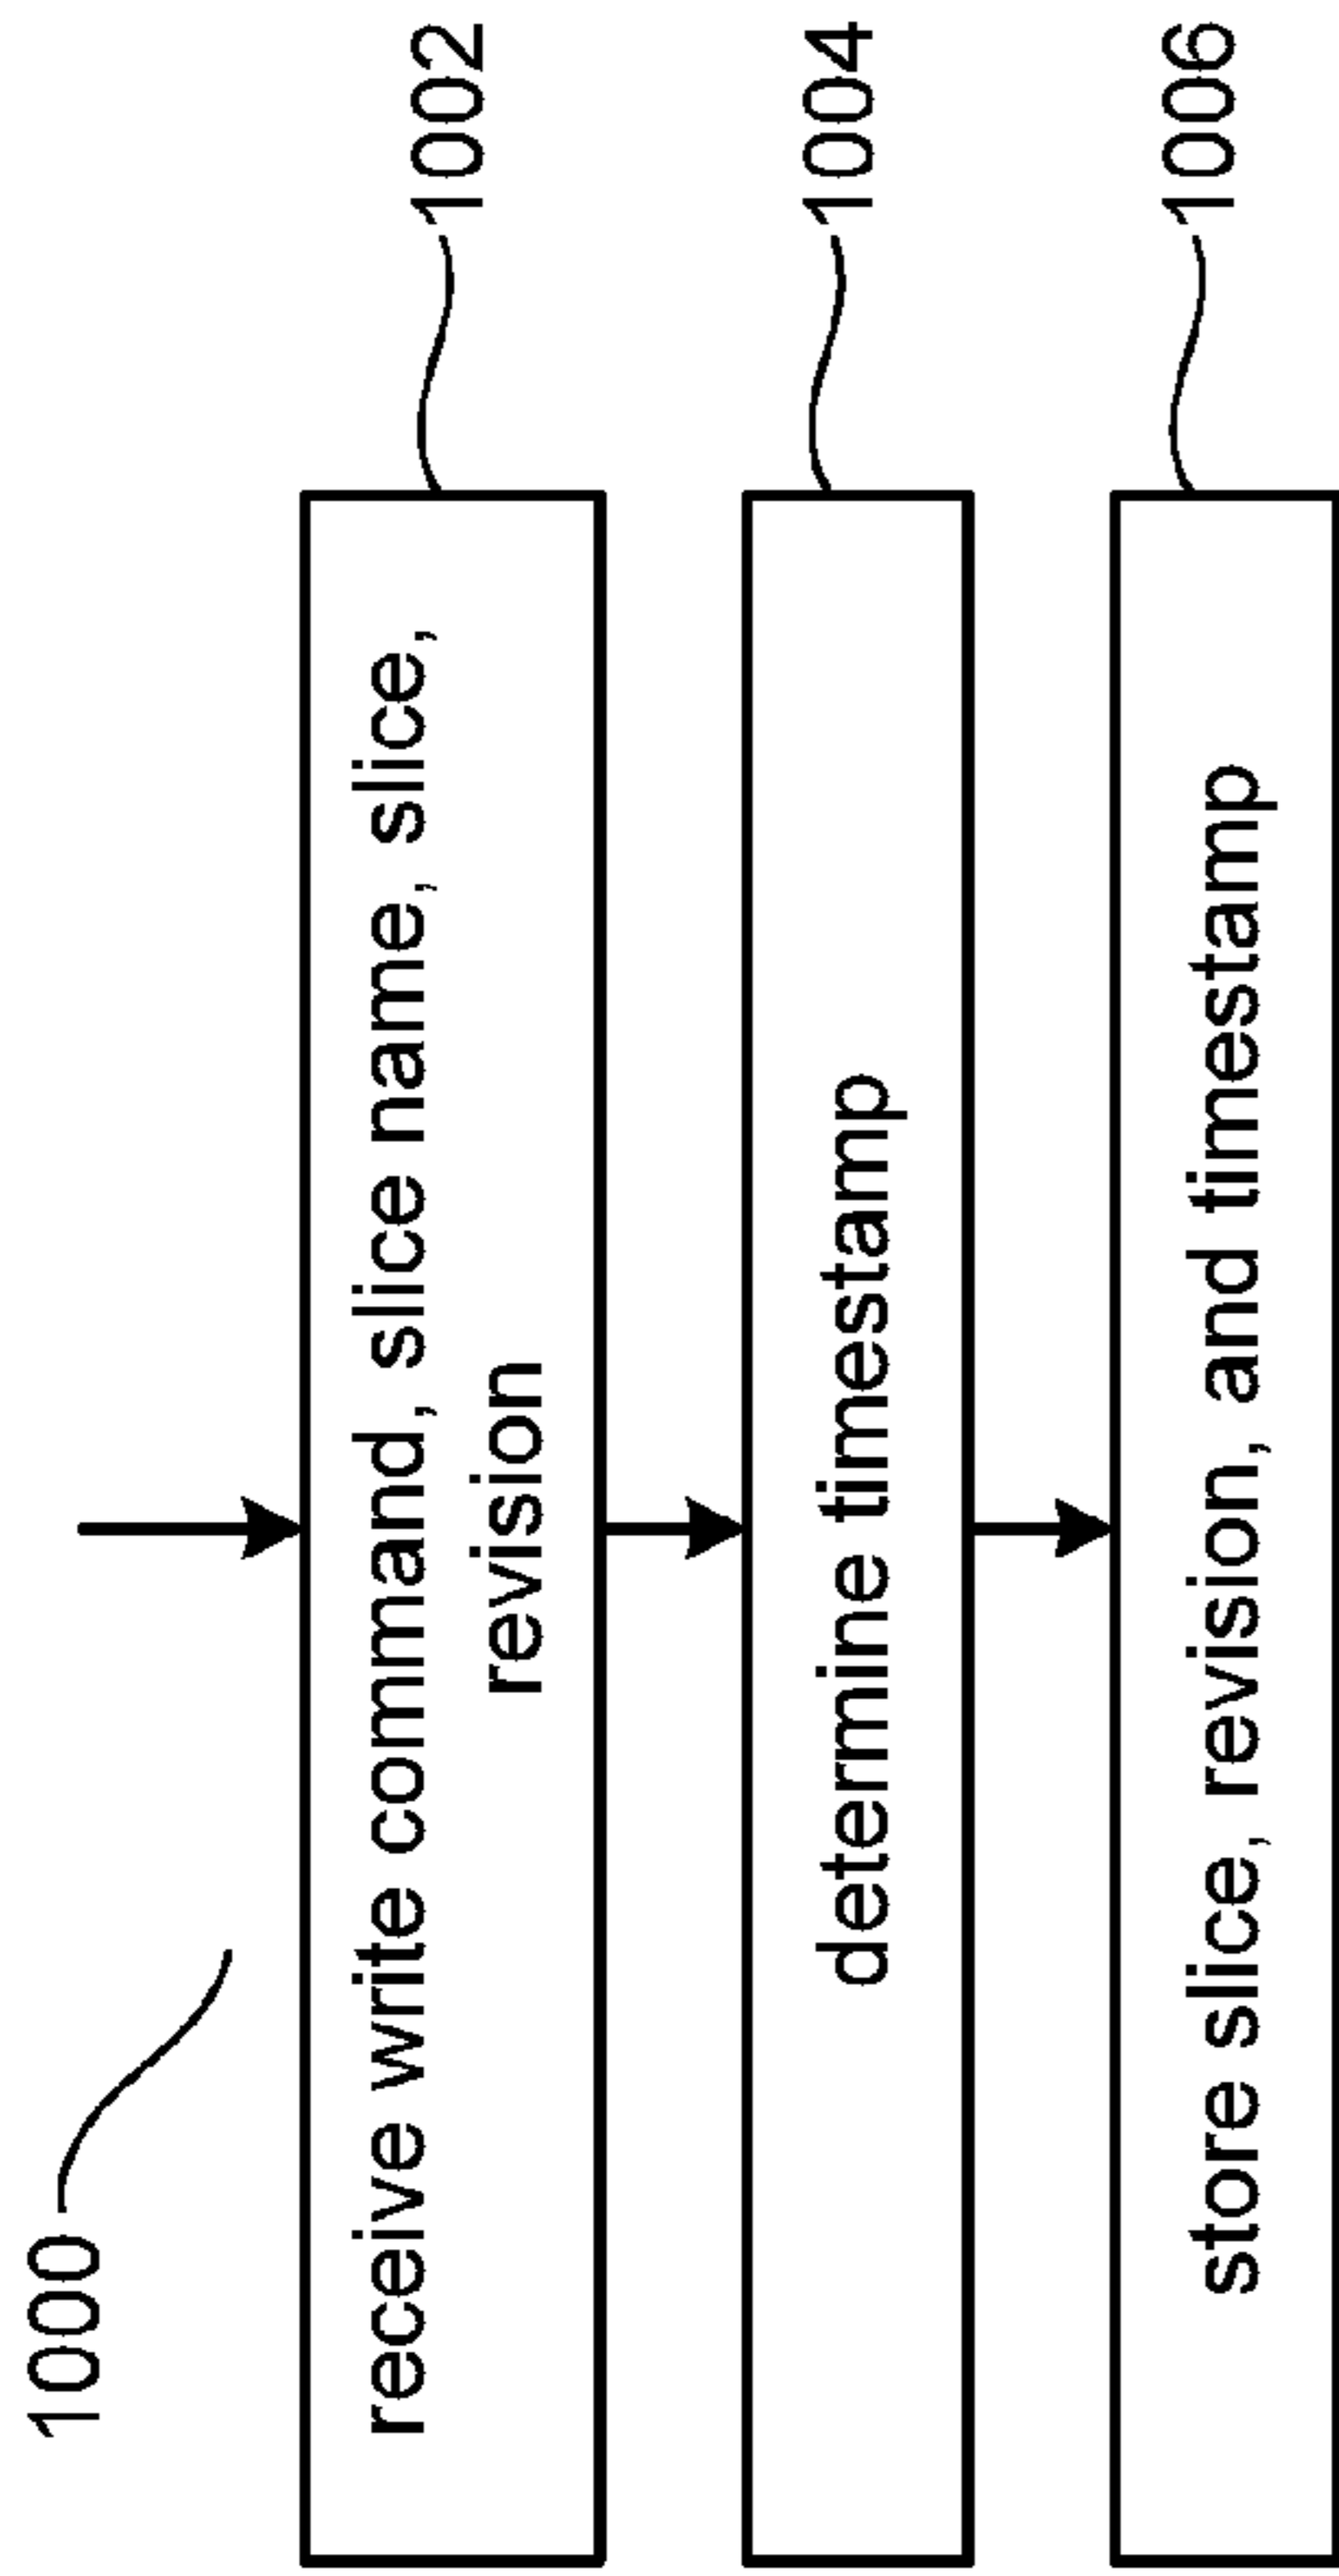 1000
receive write command, slice name, slice,
revision
1002
determine timestamp
1004
store slice, revision, and timestamp
1006